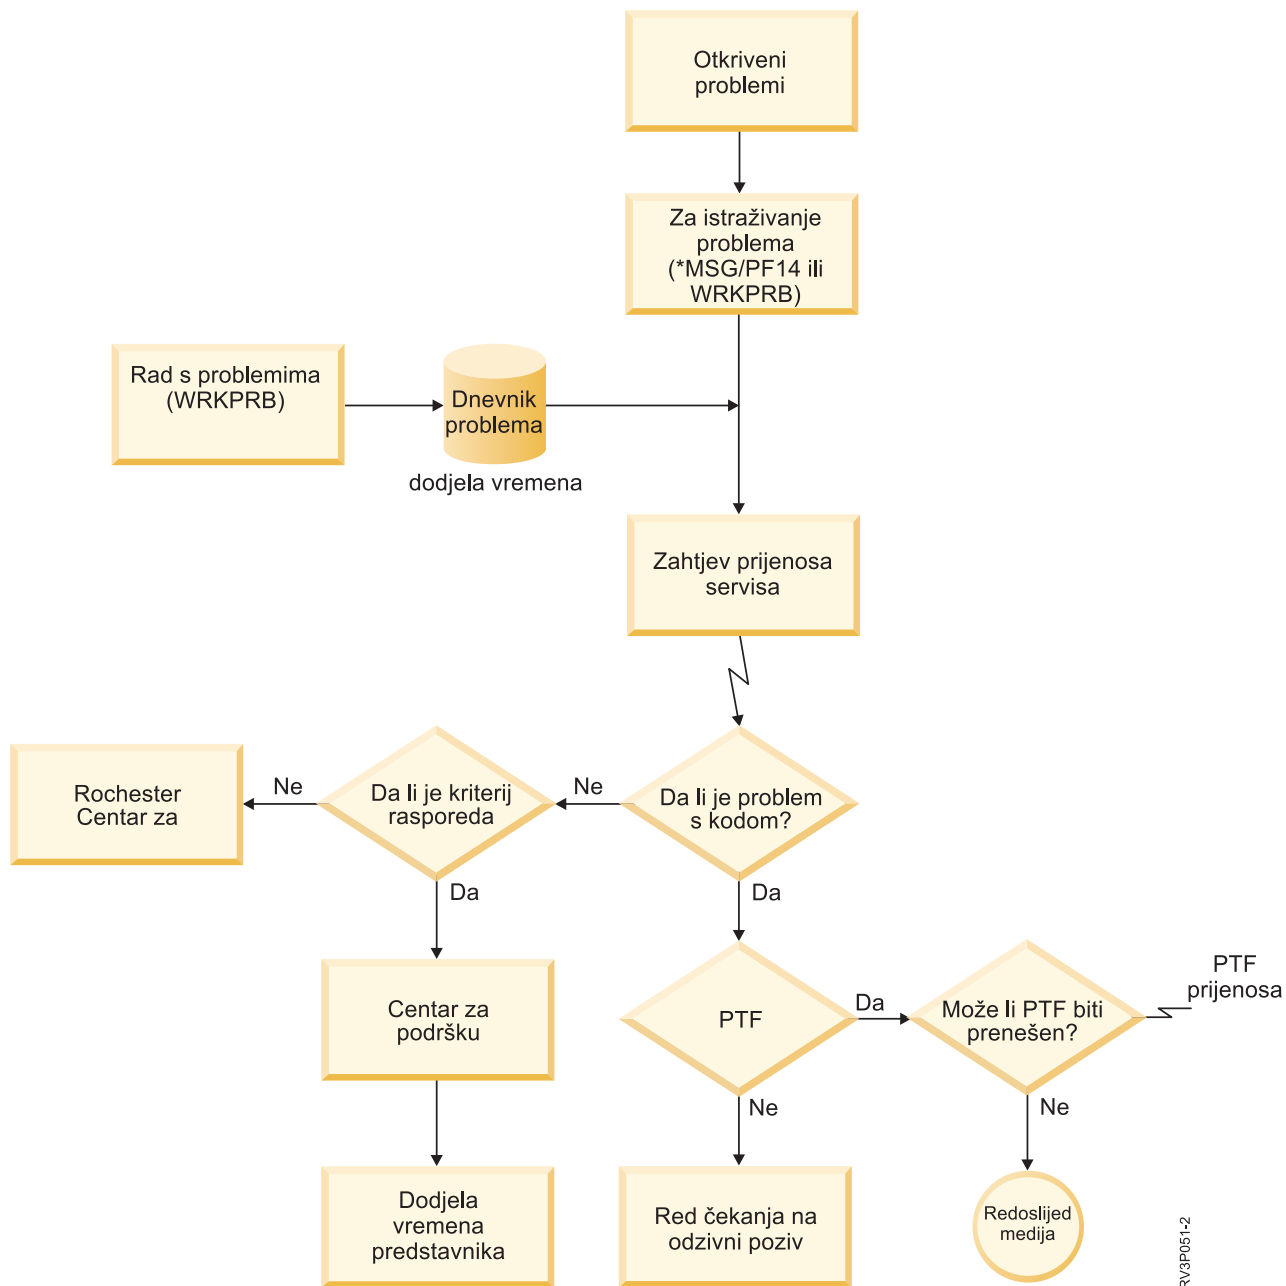 Otkriveni
problemi
Za istraživanje
problema
(*MSG/PF14 ili
WRKPRB)
Rad s problemima
(WRKPRB)
Dnevnik
problema
dodjela vremena
Zahtjev prijenosa
servisa
Rochester
Centar za
Ne
Da li je kriterij
rasporeda
Ne
Da li je problem
s kodom?
Da
Da
Centar za
podršku
PTF
Da
Može li PTF biti
prenešen?
PTF
prijenosa
Ne
Ne
Dodjela
vremena
predstavnika
Red čekanja na
odzivni poziv
Redoslijed
medija
RV3P051-2